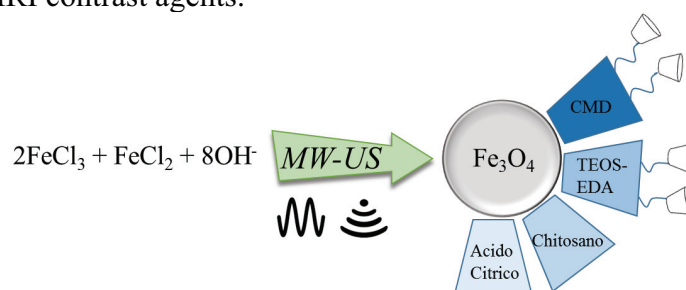 MRI contrast agents.
2FeCl₃ + FeCl₂ + 8OH⁻
MW-US
Fe₃O₄
CMD
TEOS-
EDA
Chitosano
Acido
Citrico